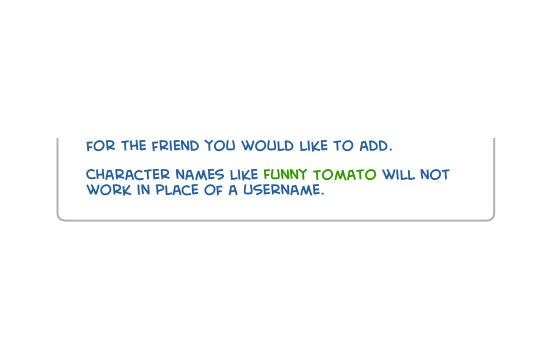 FOR THE FRIEND YOU WOULD LIKE TO ADD.
CHARACTER NAMES LIKE FUNNY TOMATO WILL NOT
WORK IN PLACE OF A USERNAME.